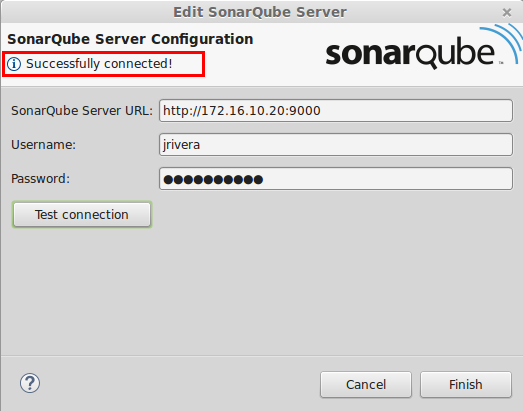 Edit SonarQube Server
SonarQube Server Configuration
Successfully connected!
sonarqube
SonarQube Server URL: http://172.16.10.20:9000
Username: jrivera
Password: ●●●●●●●●●●
Test connection
? Cancel Finish